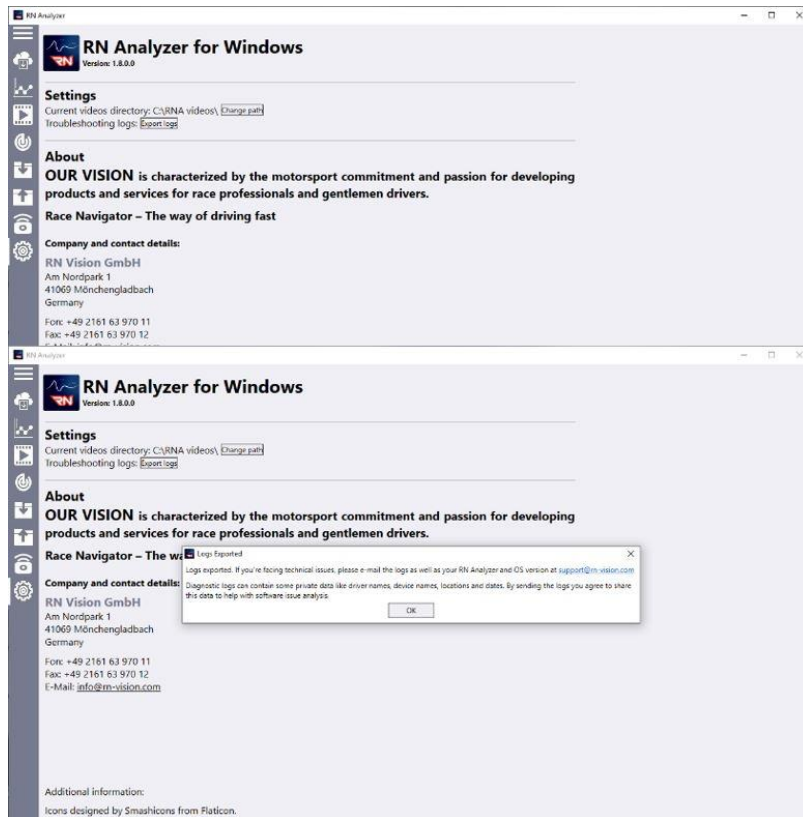 RN Analyzer
RN
RN Analyzer for Windows
Version: 1.8.0.0
Settings
Current videos directory: C:\RNA videos\ Change path
Troubleshooting logs: Export logs
About
OUR VISION is characterized by the motorsport commitment and passion for developing
products and services for race professionals and gentlemen drivers.
Race Navigator – The way of driving fast
Company and contact details:
RN Vision GmbH
Am Nordpark 1
41069 Mönchengladbach
Germany
Fon: +49 2161 63 970 11
Fax: +49 2161 63 970 12
RN Analyzer
RN
RN Analyzer for Windows
Version: 1.8.0.0
Settings
Current videos directory: C:\RNA videos\ Change path
Troubleshooting logs: Export logs
About
OUR VISION is characterized by the motorsport commitment and passion for developing
products and services for race professionals and gentlemen drivers.
Race Navigator – The wa
Logs Exported
Logs exported. If you're facing technical issues, please e-mail the logs as well as your RN Analyzer and OS version at support@rn-vision.com
Diagnostic logs can contain some private data like driver names, device names, locations and dates. By sending the logs you agree to share
this data to help with software issue analysis.
OK
Company and contact details:
RN Vision GmbH
Am Nordpark 1
41069 Mönchengladbach
Germany
Fon: +49 2161 63 970 11
Fax: +49 2161 63 970 12
E-Mail: info@rn-vision.com
Additional information:
Icons designed by Smashicons from Flaticon.